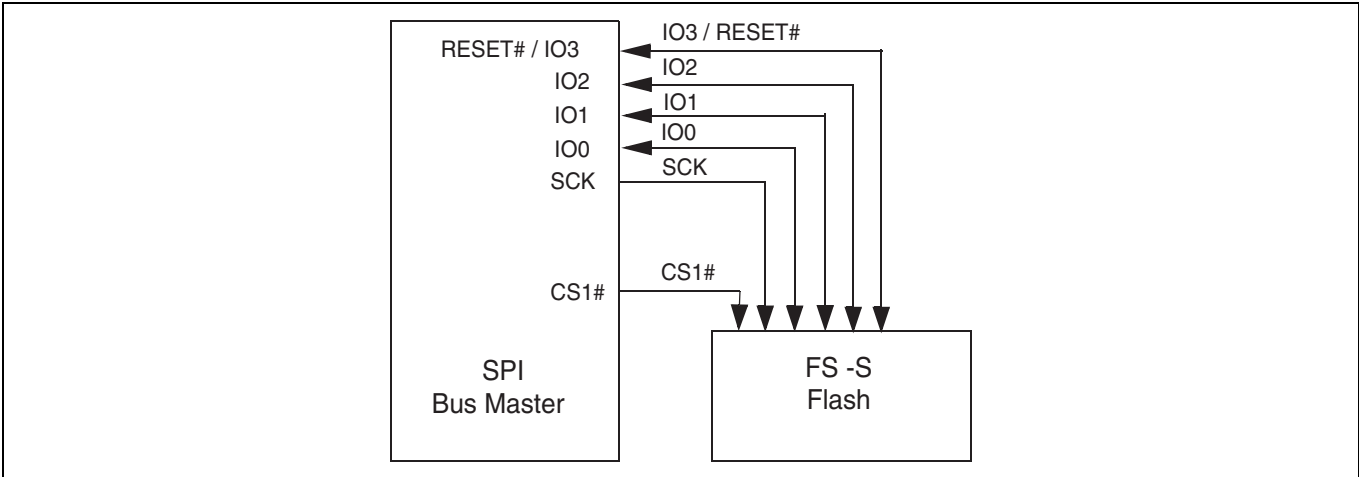 RESET# / IO3
IO2
IO1
IO0
SCK
CS1#
SPI
Bus Master
IO3 / RESET#
IO2
IO1
IO0
SCK
CS1#
FS -S
Flash